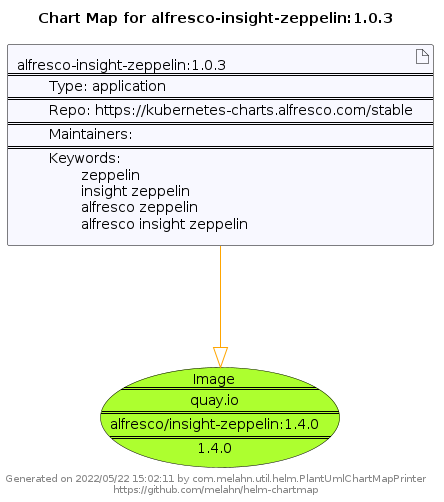 Chart Map for alfresco-insight-zeppelin:1.0.3
alfresco-insight-zeppelin:1.0.3
Type: application
Repo: https://kubernetes-charts.alfresco.com/stable
Maintainers:
Keywords:
zeppelin
insight zeppelin
alfresco zeppelin
alfresco insight zeppelin
Image
quay.io
alfresco/insight-zeppelin:1.4.0
1.4.0
Generated on 2022/05/22 15:02:11 by com.melahn.util.helm.PlantUmlChartMapPrinter
https://github.com/melahn/helm-chartmap